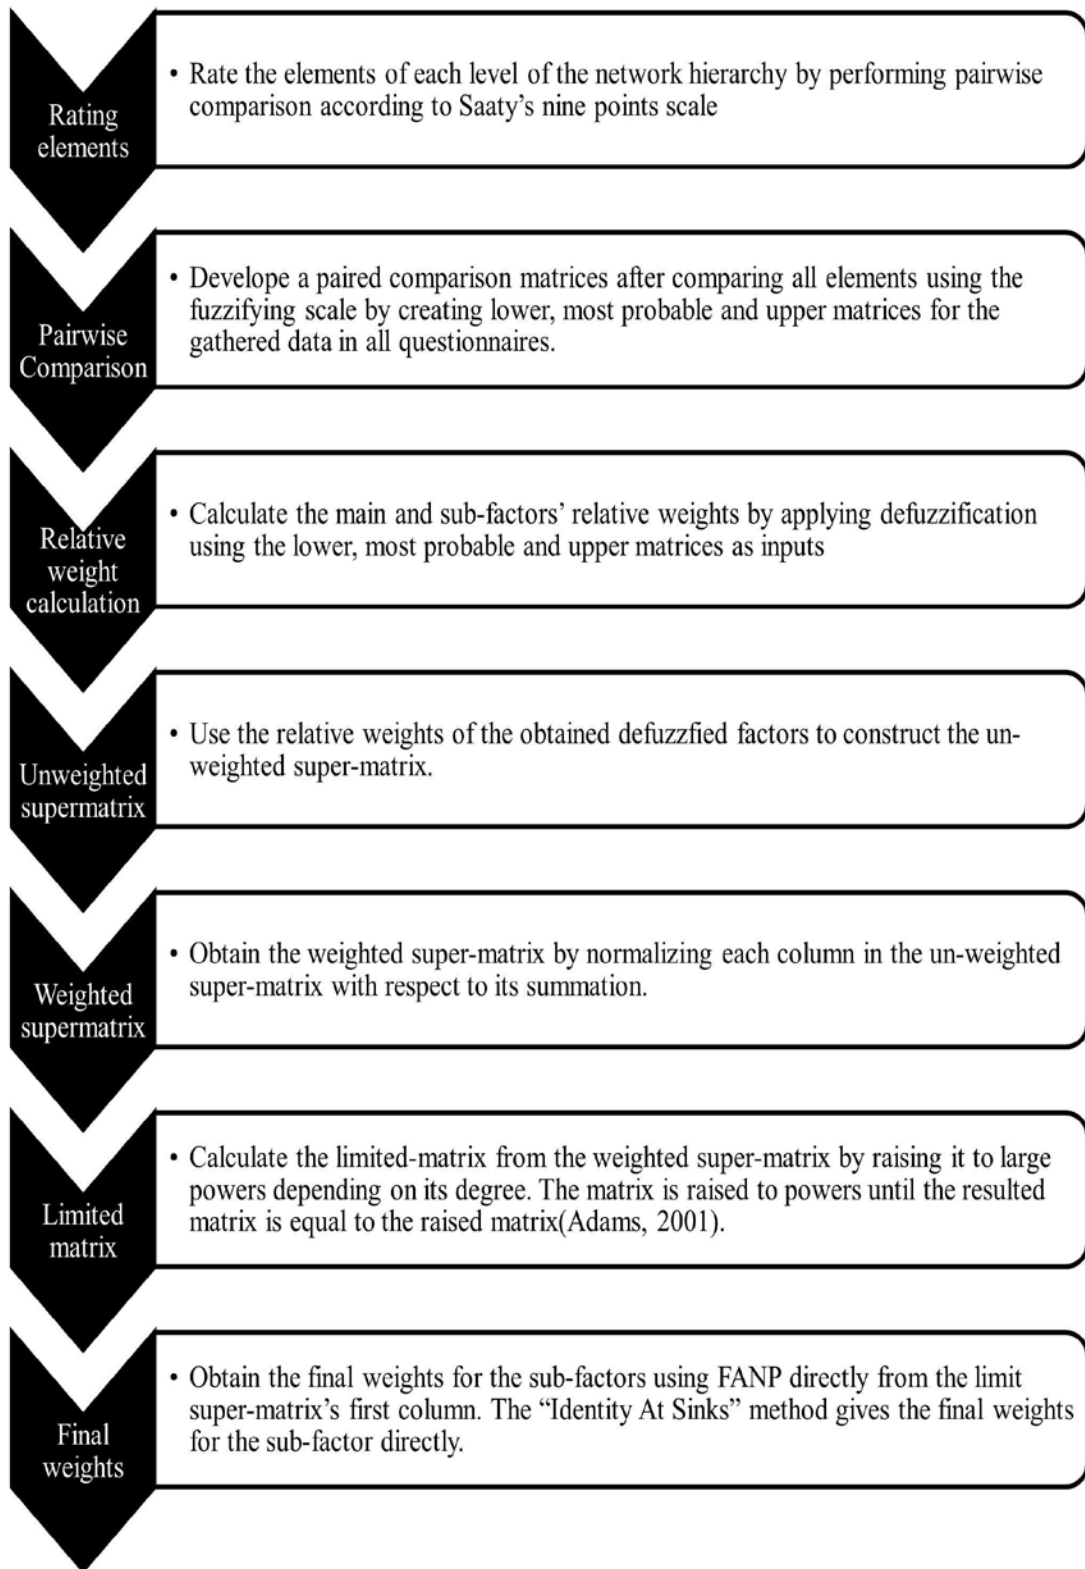 Rating
elements
• Rate the elements of each level of the network hierarchy by performing pairwise
comparison according to Saaty's nine points scale
Pairwise
Comparison
• Develope a paired comparison matrices after comparing all elements using the
fuzzifying scale by creating lower, most probable and upper matrices for the
gathered data in all questionnaires.
Relative
weight
calculation
• Calculate the main and sub-factors' relative weights by applying defuzzification
using the lower, most probable and upper matrices as inputs
Unweighted
supermatrix
• Use the relative weights of the obtained defuzzfied factors to construct the un-
weighted super-matrix.
Weighted
supermatrix
• Obtain the weighted super-matrix by normalizing each column in the un-weighted
super-matrix with respect to its summation.
Limited
matrix
• Calculate the limited-matrix from the weighted super-matrix by raising it to large
powers depending on its degree. The matrix is raised to powers until the resulted
matrix is equal to the raised matrix(Adams, 2001).
Final
weights
• Obtain the final weights for the sub-factors using FANP directly from the limit
super-matrix's first column. The “Identity At Sinks” method gives the final weights
for the sub-factor directly.